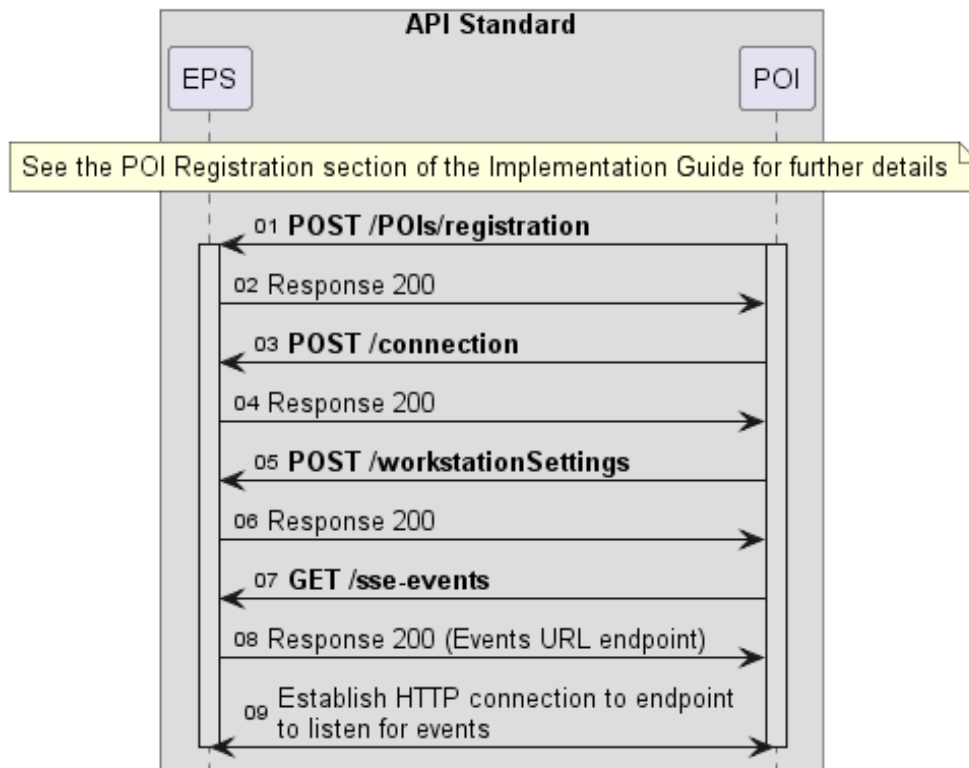 API Standard
EPS
POI
See the POI Registration section of the Implementation Guide for further details
01 POST /POIs/registration
02 Response 200
03 POST /connection
04 Response 200
05 POST /workstationSettings
06 Response 200
07 GET /sse-events
08 Response 200 (Events URL endpoint)
09 Establish HTTP connection to endpoint
to listen for events